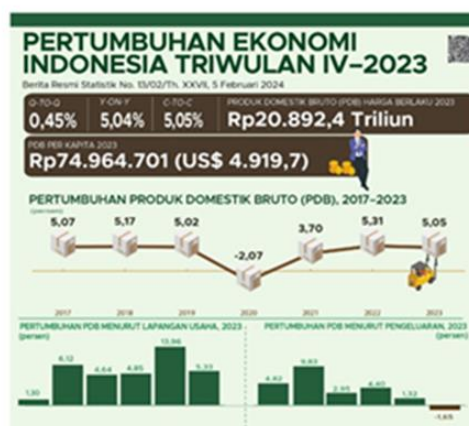 PERTUMBUHAN EKONOMI
INDONESIA TRIWULAN IV–2023
Berita Resmi Statistik No. 13/02/Th. XXVII, 5 Februari 2024
Q-TO-Q
0,45%
Y-ON-Y
5,04%
C-TO-C
5,05%
PRODUK DOMESTIK BRUTO (PDB) HARGA BERLAKU 2023
Rp20.892,4 Triliun
PDB PER KAPITA 2023
Rp74.964.701 (US$ 4.919,7)
PERTUMBUHAN PRODUK DOMESTIK BRUTO (PDB), 2017–2023
(persen)
5,07 5,17 5,02 -2,07 3,70 5,31 5,05
2017 2018 2019 2020 2021 2022 2023
PERTUMBUHAN PDB MENURUT LAPANGAN USAHA, 2023
(persen)
1,30 6,12 4,64 4,85 13,96 5,33
PERTUMBUHAN PDB MENURUT PENGELUARAN, 2023
(persen)
4,82 9,83 2,95 4,40 1,32 -1,65